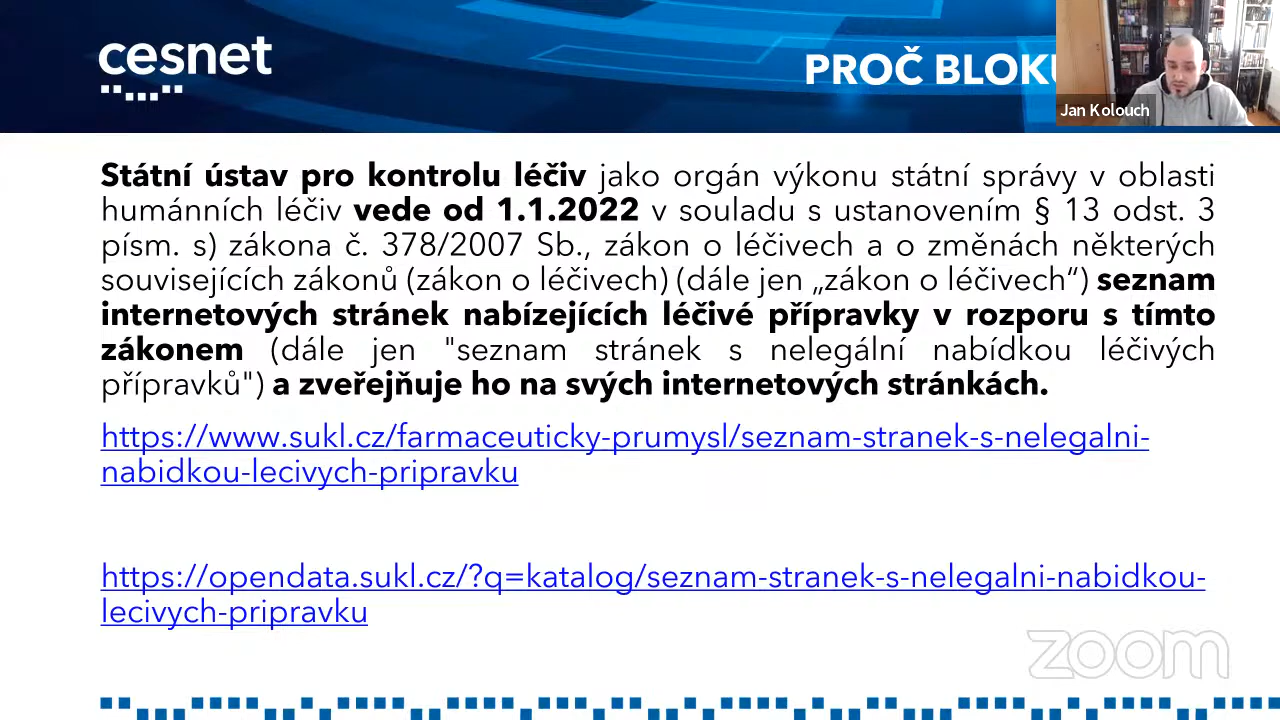 cesnet
PROČ BLOKU
Jan Kolouch
Státní ústav pro kontrolu léčiv jako orgán výkonu státní správy v oblasti
humánních léčiv vede od 1.1.2022 v souladu s ustanovením § 13 odst. 3
písm. s) zákona č. 378/2007 Sb., zákon o léčivech a o změnách některých
souvisejících zákonů (zákon o léčivech) (dále jen „zákon o léčivech“) seznam
internetových stránek nabízejících léčivé přípravky v rozporu s tímto
zákonem (dále jen "seznam stránek s nelegální nabídkou léčivých
přípravků") a zveřejňuje ho na svých internetových stránkách.
https://www.sukl.cz/farmaceuticky-prumysl/seznam-stranek-s-nelegalni-
nabidkou-lecivych-pripravku
https://opendata.sukl.cz/?q=katalog/seznam-stranek-s-nelegalni-nabidkou-
lecivych-pripravku
zoom